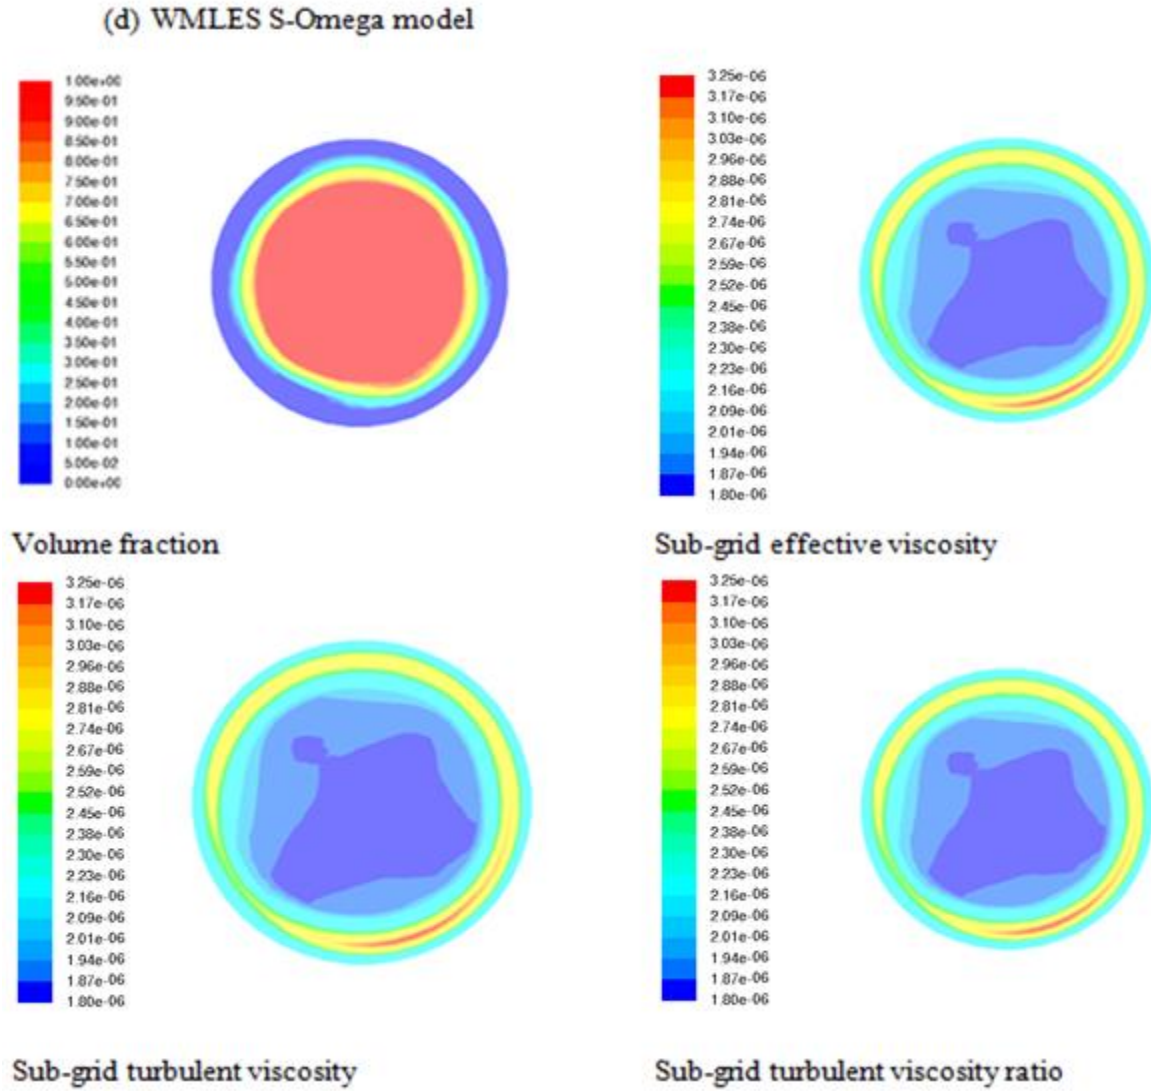 (d) WMLES S-Omega model
1.00e+00
9.50e-01
9.00e-01
8.50e-01
8.00e-01
7.50e-01
7.00e-01
6.50e-01
6.00e-01
5.50e-01
5.00e-01
4.50e-01
4.00e-01
3.50e-01
3.00e-01
2.50e-01
2.00e-01
1.50e-01
1.00e-01
5.00e-02
0.00e+00
Volume fraction
3.25e-06
3.17e-06
3.10e-06
3.03e-06
2.96e-06
2.88e-06
2.81e-06
2.74e-06
2.67e-06
2.59e-06
2.52e-06
2.45e-06
2.38e-06
2.30e-06
2.23e-06
2.16e-06
2.09e-06
2.01e-06
1.94e-06
1.87e-06
1.80e-06
Sub-grid effective viscosity
3.25e-06
3.17e-06
3.10e-06
3.03e-06
2.96e-06
2.88e-06
2.81e-06
2.74e-06
2.67e-06
2.59e-06
2.52e-06
2.45e-06
2.38e-06
2.30e-06
2.23e-06
2.16e-06
2.09e-06
2.01e-06
1.94e-06
1.87e-06
1.80e-06
Sub-grid turbulent viscosity
3.25e-06
3.17e-06
3.10e-06
3.03e-06
2.96e-06
2.88e-06
2.81e-06
2.74e-06
2.67e-06
2.59e-06
2.52e-06
2.45e-06
2.38e-06
2.30e-06
2.23e-06
2.16e-06
2.09e-06
2.01e-06
1.94e-06
1.87e-06
1.80e-06
Sub-grid turbulent viscosity ratio